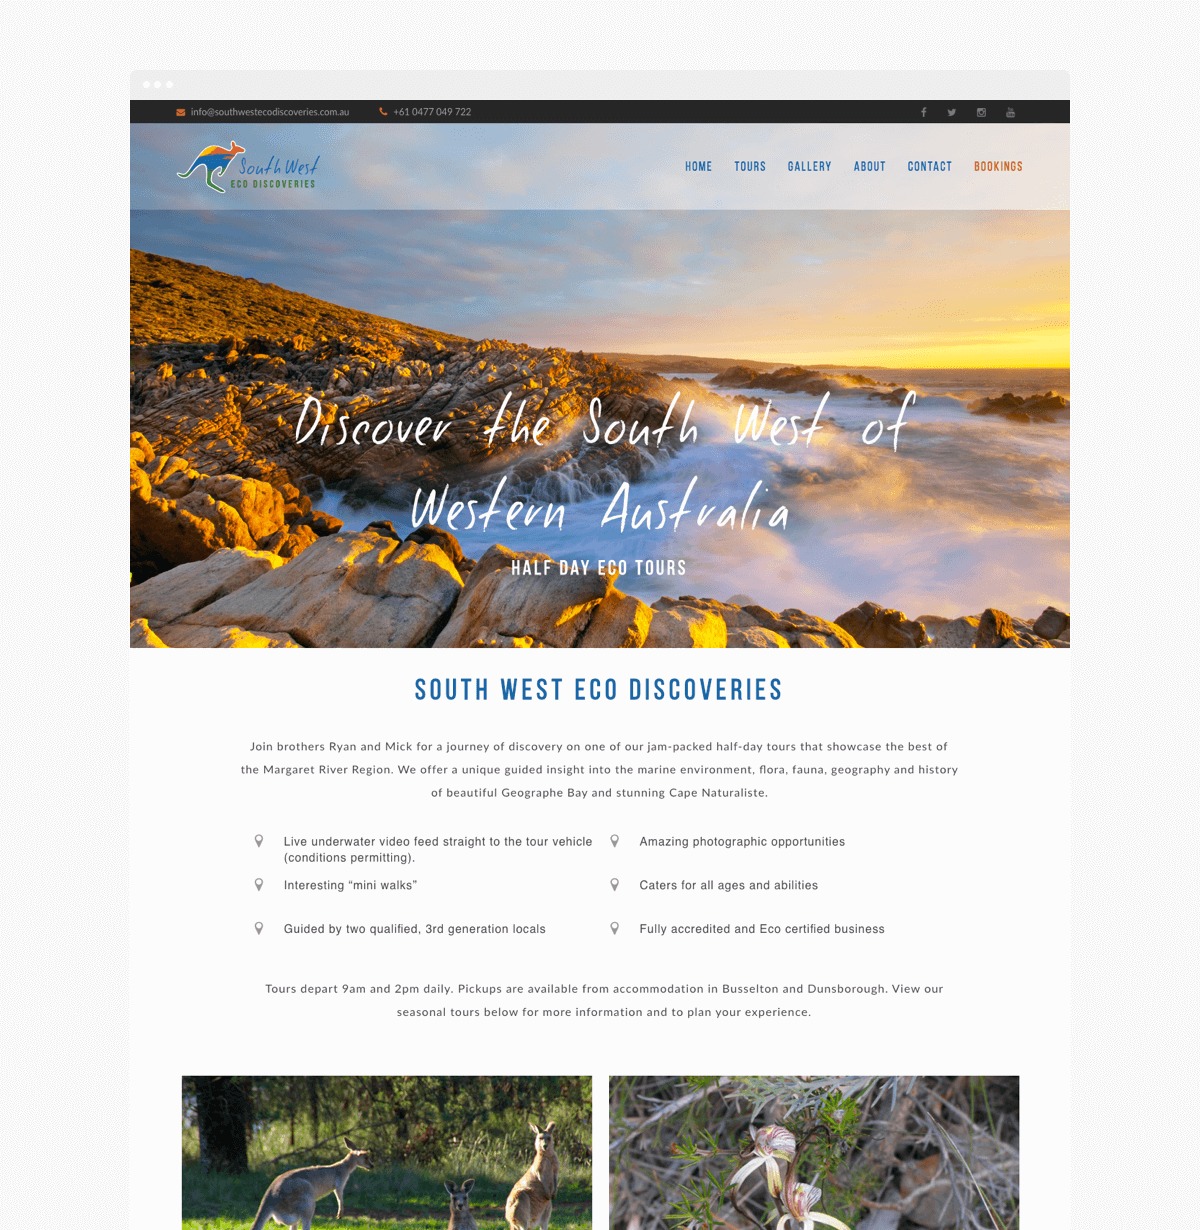 info@southwestecodiscoveries.com.au +61 0477 049 722
South West
ECO DISCOVERIES
HOME TOURS GALLERY ABOUT CONTACT BOOKINGS
Discover the South West of
Western Australia
HALF DAY ECO TOURS
SOUTH WEST ECO DISCOVERIES
Join brothers Ryan and Mick for a journey of discovery on one of our jam-packed half-day tours that showcase the best of
the Margaret River Region. We offer a unique guided insight into the marine environment, flora, fauna, geography and history
of beautiful Geographe Bay and stunning Cape Naturaliste.
Live underwater video feed straight to the tour vehicle
(conditions permitting).
Amazing photographic opportunities
Interesting “mini walks”
Caters for all ages and abilities
Guided by two qualified, 3rd generation locals
Fully accredited and Eco certified business
Tours depart 9am and 2pm daily. Pickups are available from accommodation in Busselton and Dunsborough. View our
seasonal tours below for more information and to plan your experience.